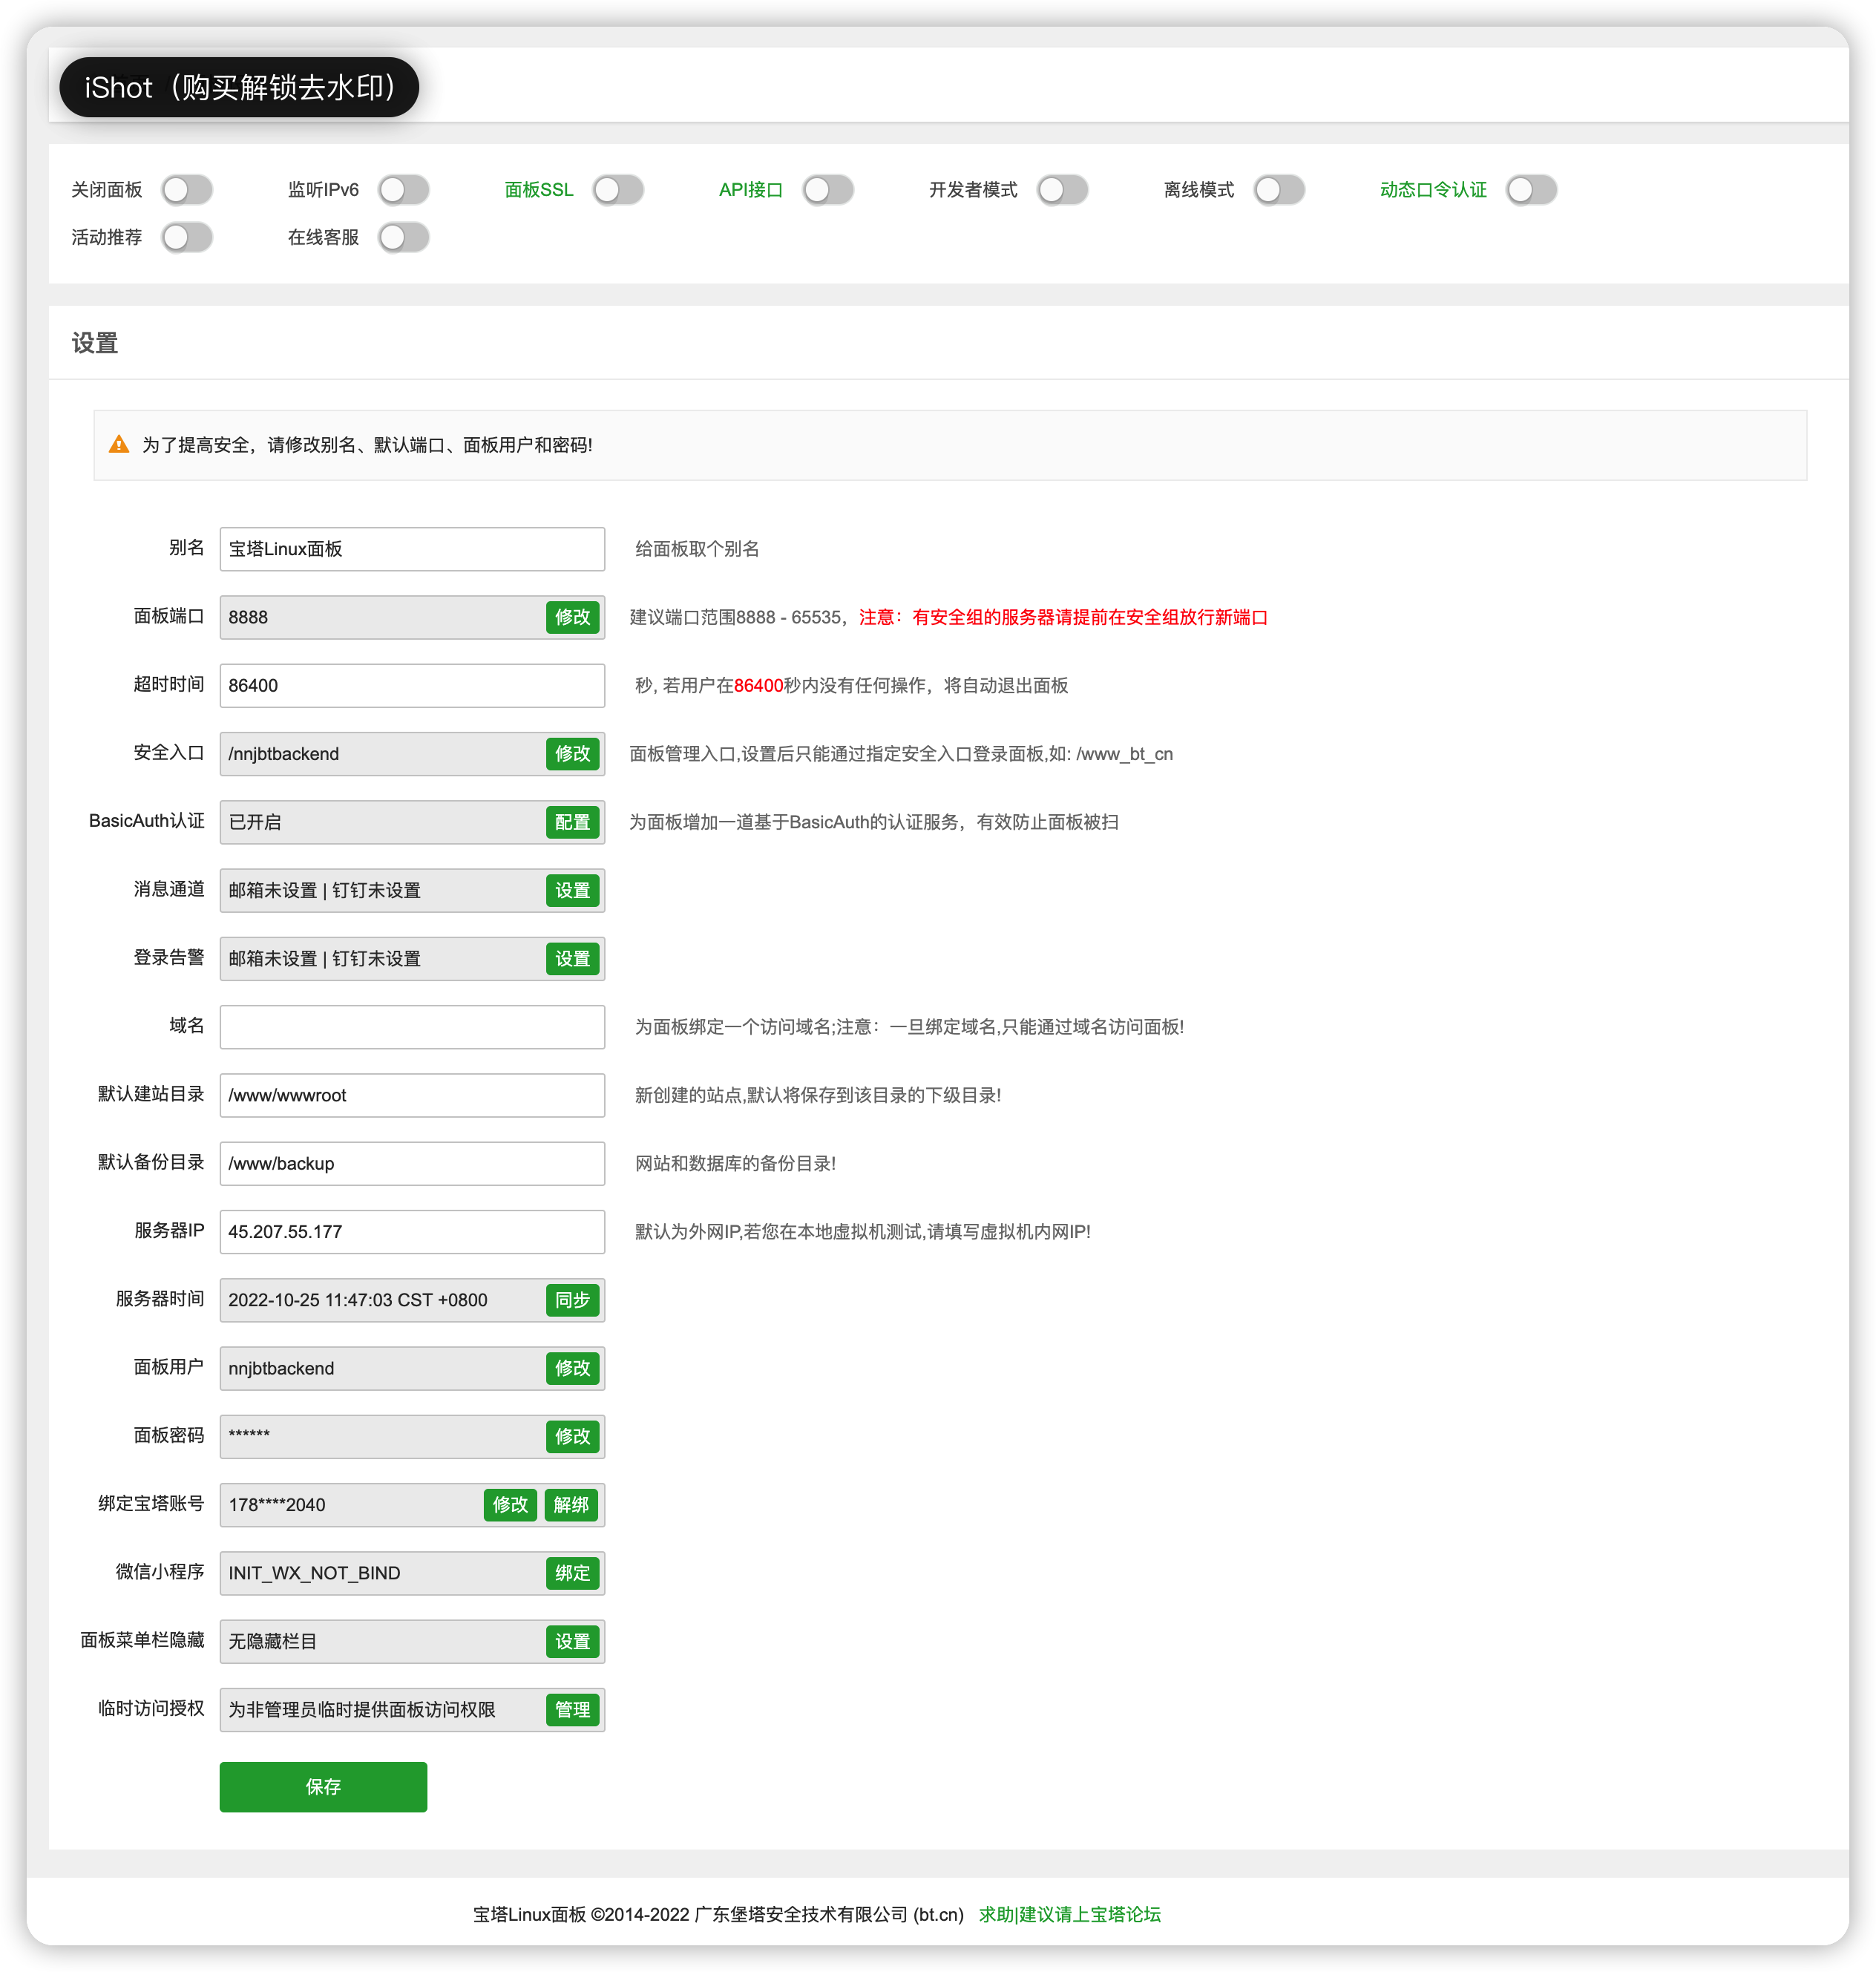 iShot（购买解锁去水印）
关闭面板 监听IPv6 面板SSL API接口 开发者模式 离线模式 动态口令认证
活动推荐 在线客服
设置
为了提高安全，请修改别名、默认端口、面板用户和密码!
别名 宝塔Linux面板 给面板取个别名
面板端口 8888 修改 建议端口范围8888 - 65535，注意：有安全组的服务器请提前在安全组放行新端口
超时时间 86400 秒, 若用户在86400秒内没有任何操作，将自动退出面板
安全入口 /nnjbtbackend 修改 面板管理入口,设置后只能通过指定安全入口登录面板,如: /www_bt_cn
BasicAuth认证 已开启 配置 为面板增加一道基于BasicAuth的认证服务，有效防止面板被扫
消息通道 邮箱未设置 | 钉钉未设置 设置
登录告警 邮箱未设置 | 钉钉未设置 设置
域名 为面板绑定一个访问域名;注意：一旦绑定域名,只能通过域名访问面板!
默认建站目录 /www/wwwroot 新创建的站点,默认将保存到该目录的下级目录!
默认备份目录 /www/backup 网站和数据库的备份目录!
服务器IP 45.207.55.177 默认为外网IP,若您在本地虚拟机测试,请填写虚拟机内网IP!
服务器时间 2022-10-25 11:47:03 CST +0800 同步
面板用户 nnjbtbackend 修改
面板密码 ****** 修改
绑定宝塔账号 178****2040 修改 解绑
微信小程序 INIT_WX_NOT_BIND 绑定
面板菜单栏隐藏 无隐藏栏目 设置
临时访问授权 为非管理员临时提供面板访问权限 管理
保存
宝塔Linux面板 ©2014-2022 广东堡塔安全技术有限公司 (bt.cn) 求助|建议请上宝塔论坛